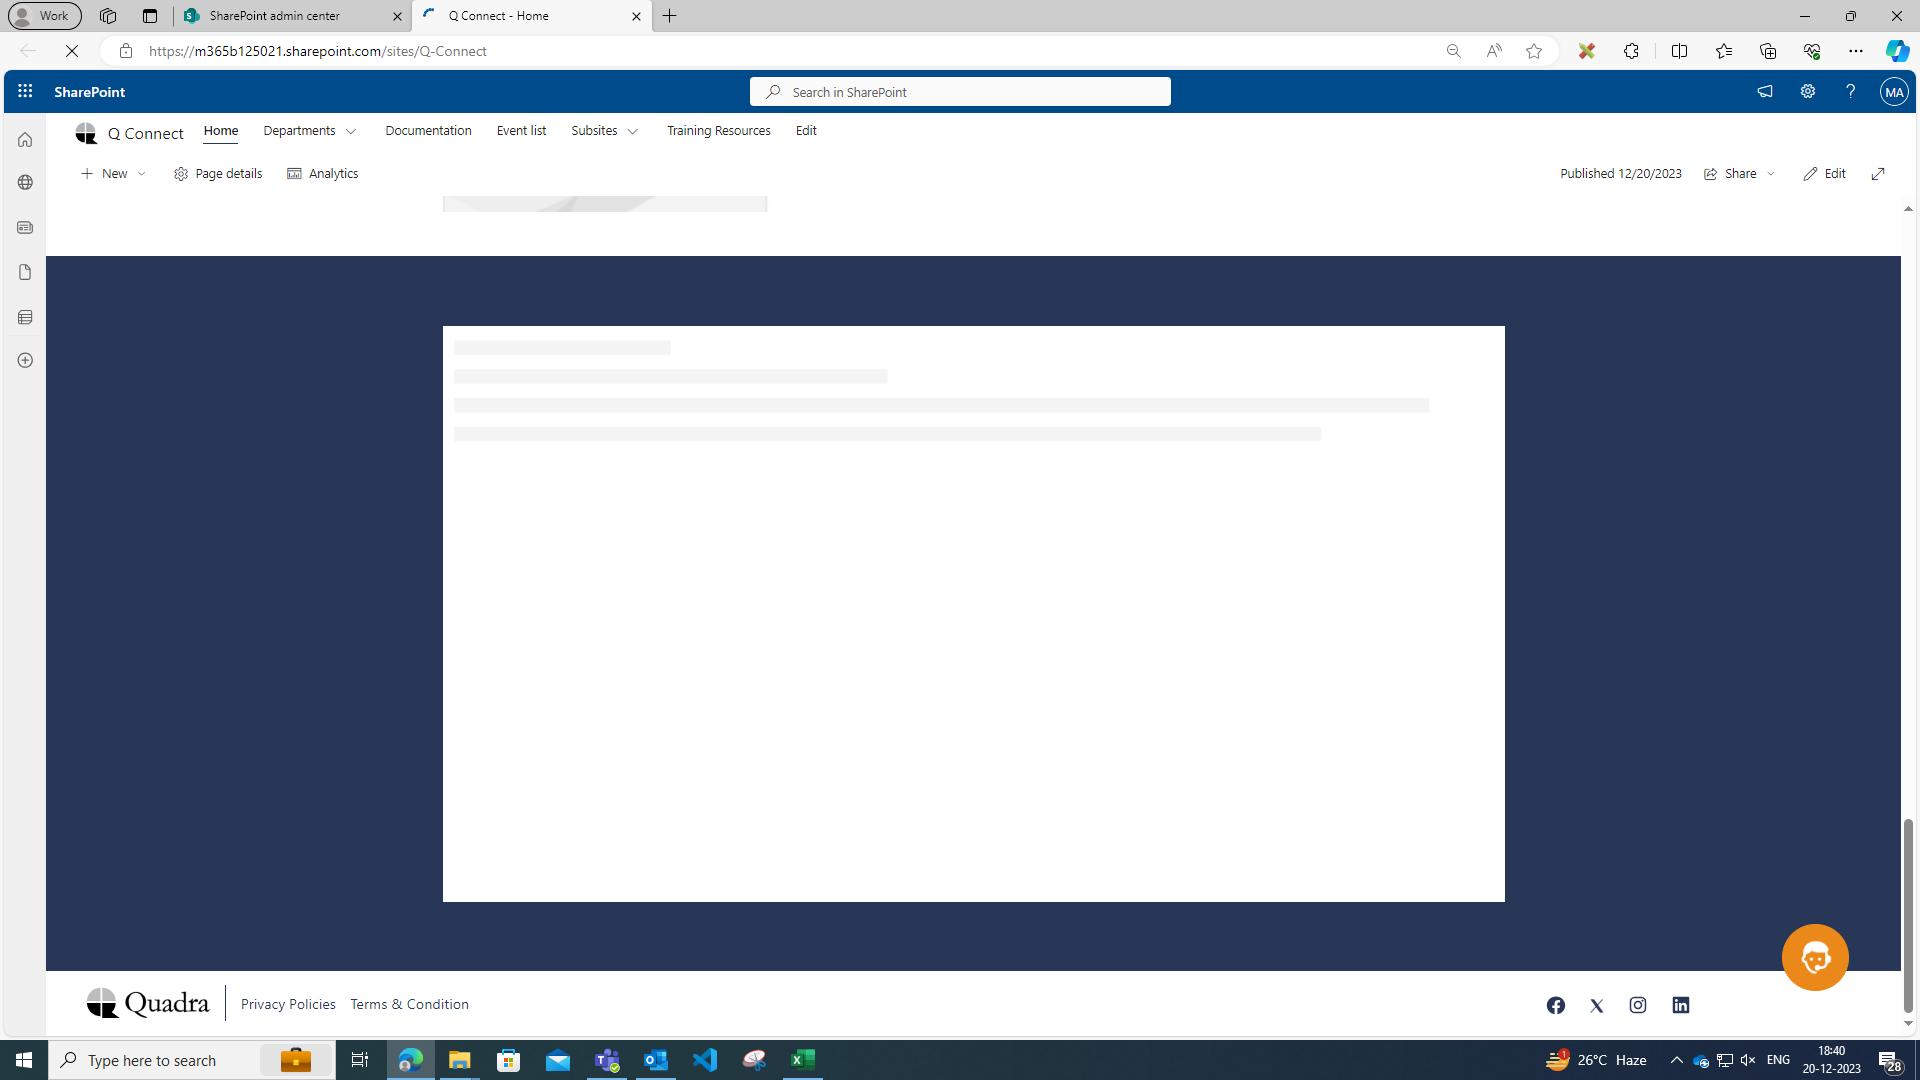 Work
SharePoint admin center
Q Connect - Home
https://m365b125021.sharepoint.com/sites/Q-Connect
SharePoint
Search in SharePoint
MA
Q Connect
Home
Departments
Documentation
Event list
Subsites
Training Resources
Edit
New
Page details
Analytics
Published 12/20/2023
Share
Edit
Quadra
Privacy Policies
Terms & Condition
Type here to search
1
26°C Haze
ENG
18:40
20-12-2023
28